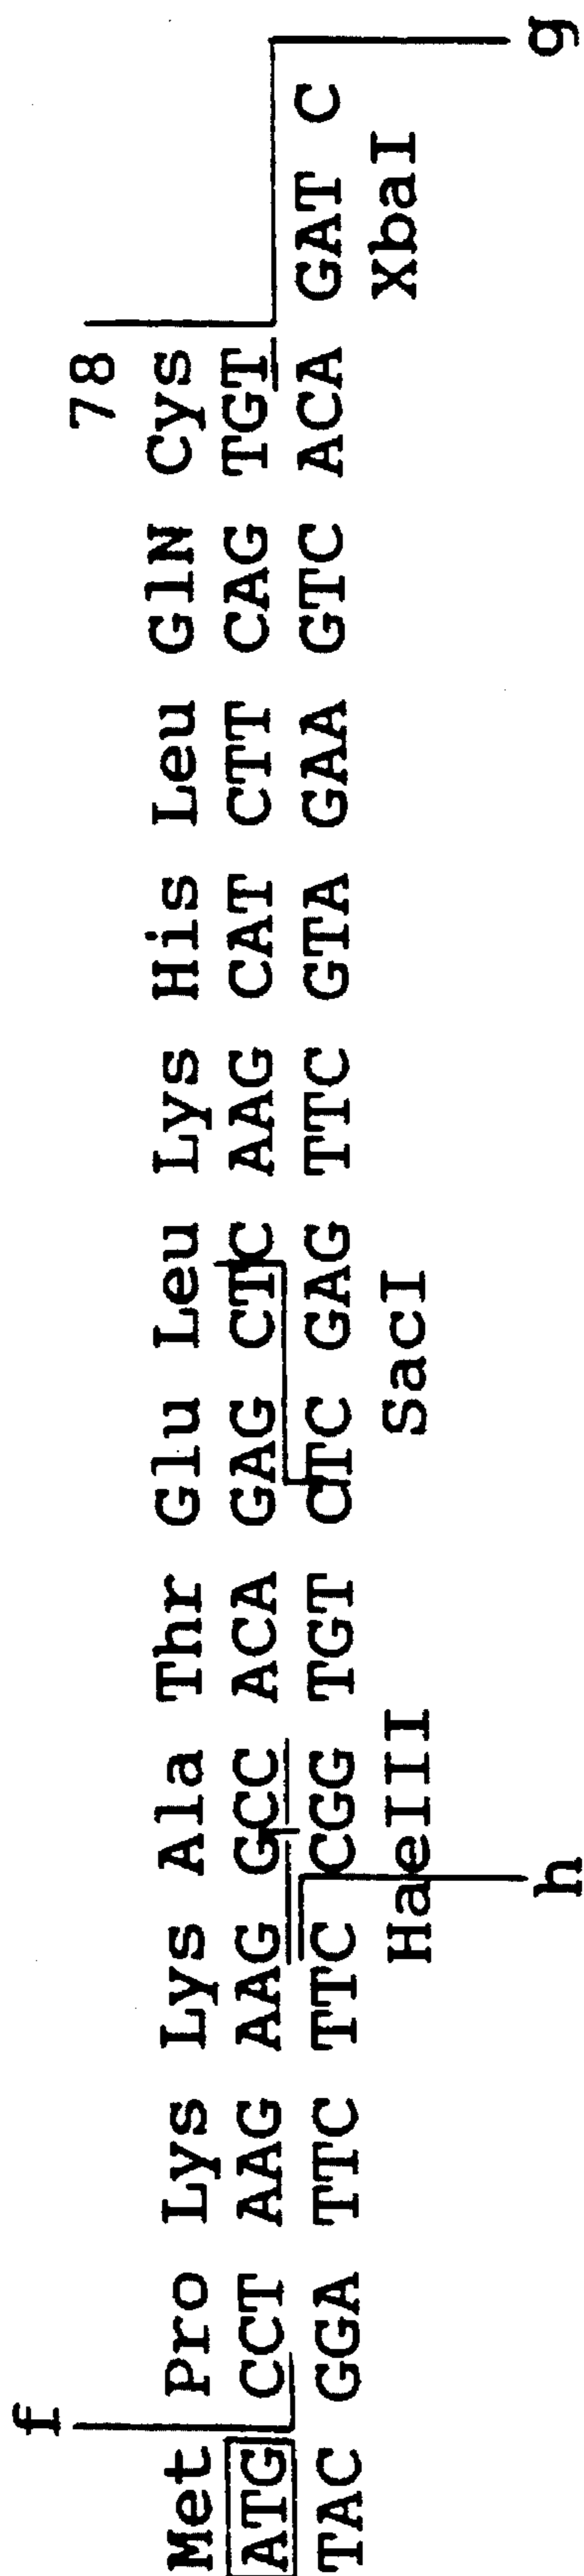 f
78
Met Pro Lys Lys Ala Thr Glu Leu Lys His Leu GlN Cys
ATG CCT AAG AAG GCC ACA GAG CTC AAG CAT CTT CAG TGT
TAC GGA TTC TTC CGG TGT CTC GAG TTC GTA GAA GTC ACA GAT C
HaeIII SacI XbaI
h g